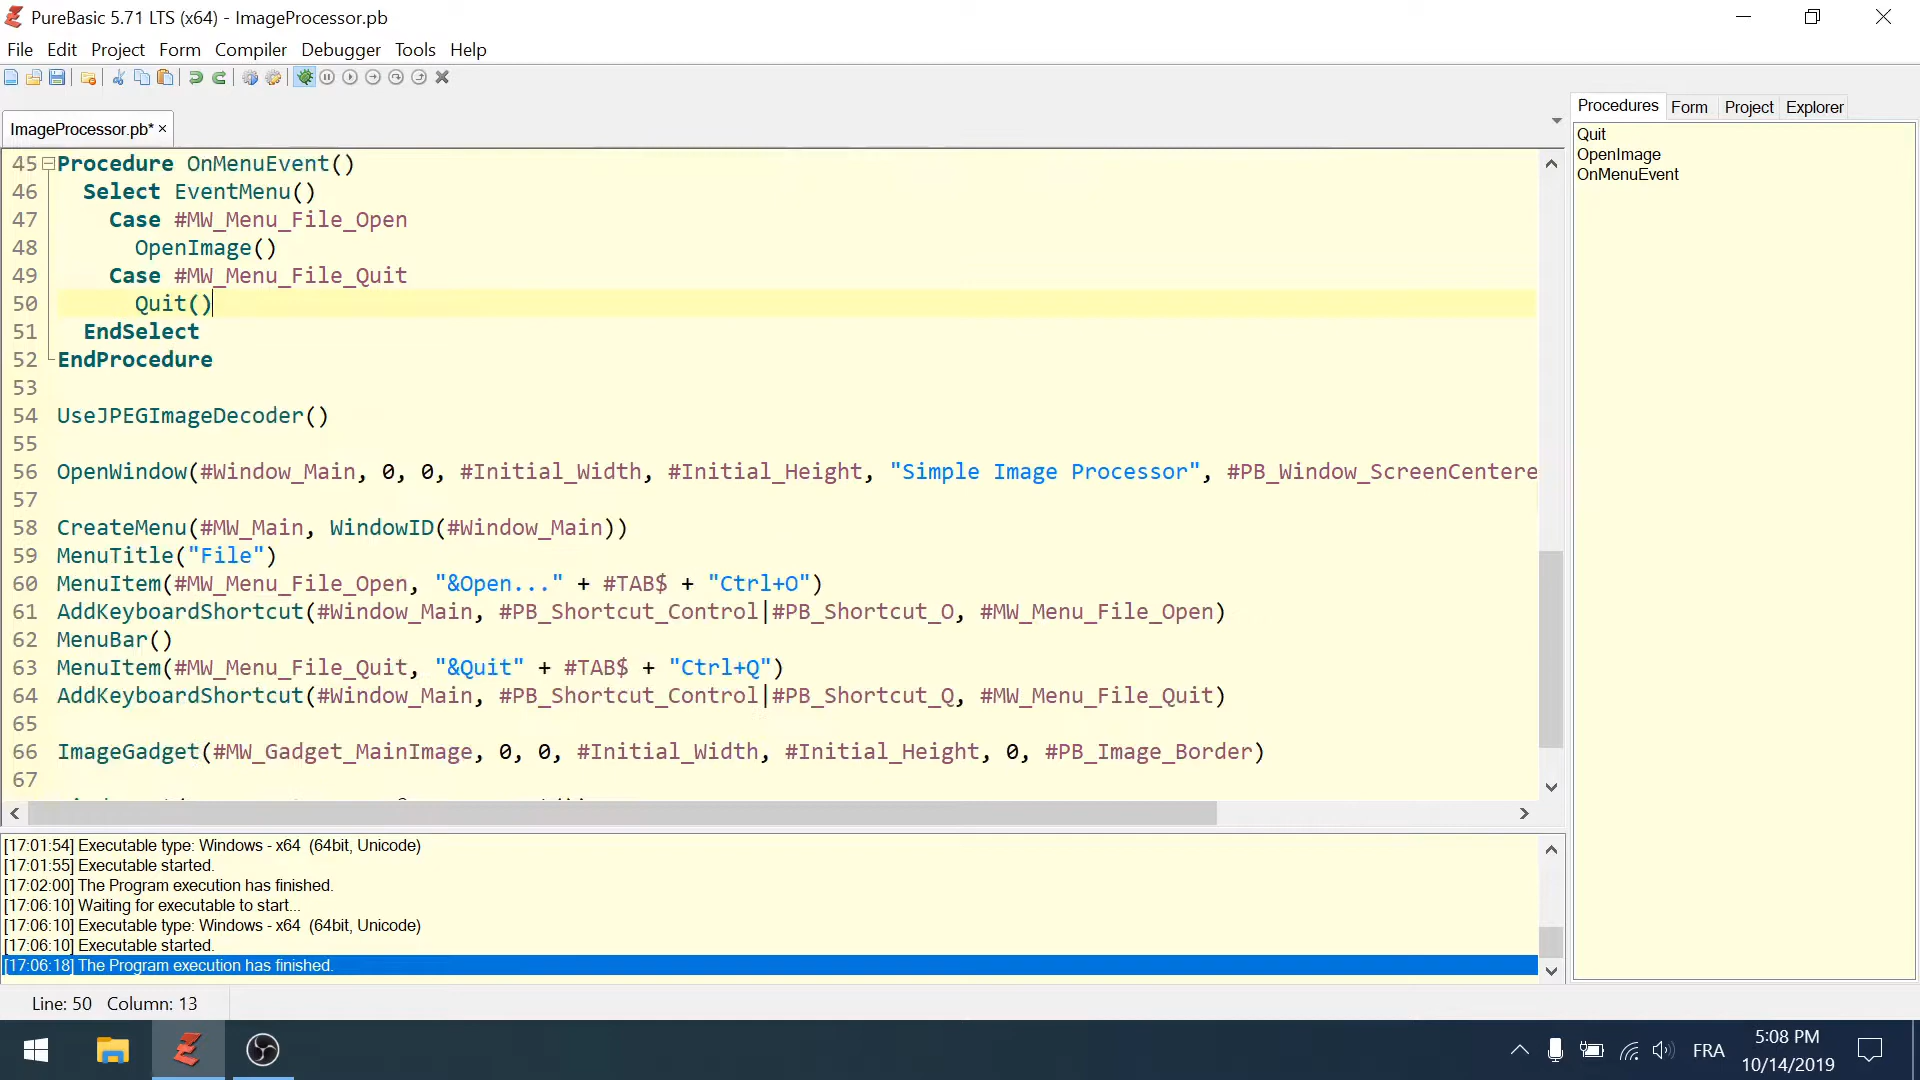 PureBasic 5.71 LTS (x64) - ImageProcessor.pb
File Edit Project Form Compiler Debugger Tools Help
ImageProcessor.pb*
Procedures Form Project Explorer
Quit
OpenImage
OnMenuEvent
45 Procedure OnMenuEvent()
46 Select EventMenu()
47 Case #MW_Menu_File_Open
48 OpenImage()
49 Case #MW_Menu_File_Quit
50 Quit()
51 EndSelect
52 EndProcedure
53
54 UseJPEGImageDecoder()
55
56 OpenWindow(#Window_Main, 0, 0, #Initial_Width, #Initial_Height, "Simple Image Processor", #PB_Window_ScreenCentere
57
58 CreateMenu(#MW_Main, WindowID(#Window_Main))
59 MenuTitle("File")
60 MenuItem(#MW_Menu_File_Open, "&Open..." + #TAB$ + "Ctrl+O")
61 AddKeyboardShortcut(#Window_Main, #PB_Shortcut_Control|#PB_Shortcut_O, #MW_Menu_File_Open)
62 MenuBar()
63 MenuItem(#MW_Menu_File_Quit, "&Quit" + #TAB$ + "Ctrl+Q")
64 AddKeyboardShortcut(#Window_Main, #PB_Shortcut_Control|#PB_Shortcut_Q, #MW_Menu_File_Quit)
65
66 ImageGadget(#MW_Gadget_MainImage, 0, 0, #Initial_Width, #Initial_Height, 0, #PB_Image_Border)
67
[17:01:54] Executable type: Windows - x64 (64bit, Unicode)
[17:01:55] Executable started.
[17:02:00] The Program execution has finished.
[17:06:10] Waiting for executable to start...
[17:06:10] Executable type: Windows - x64 (64bit, Unicode)
[17:06:10] Executable started.
[17:06:18] The Program execution has finished.
Line: 50 Column: 13
FRA
5:08 PM
10/14/2019